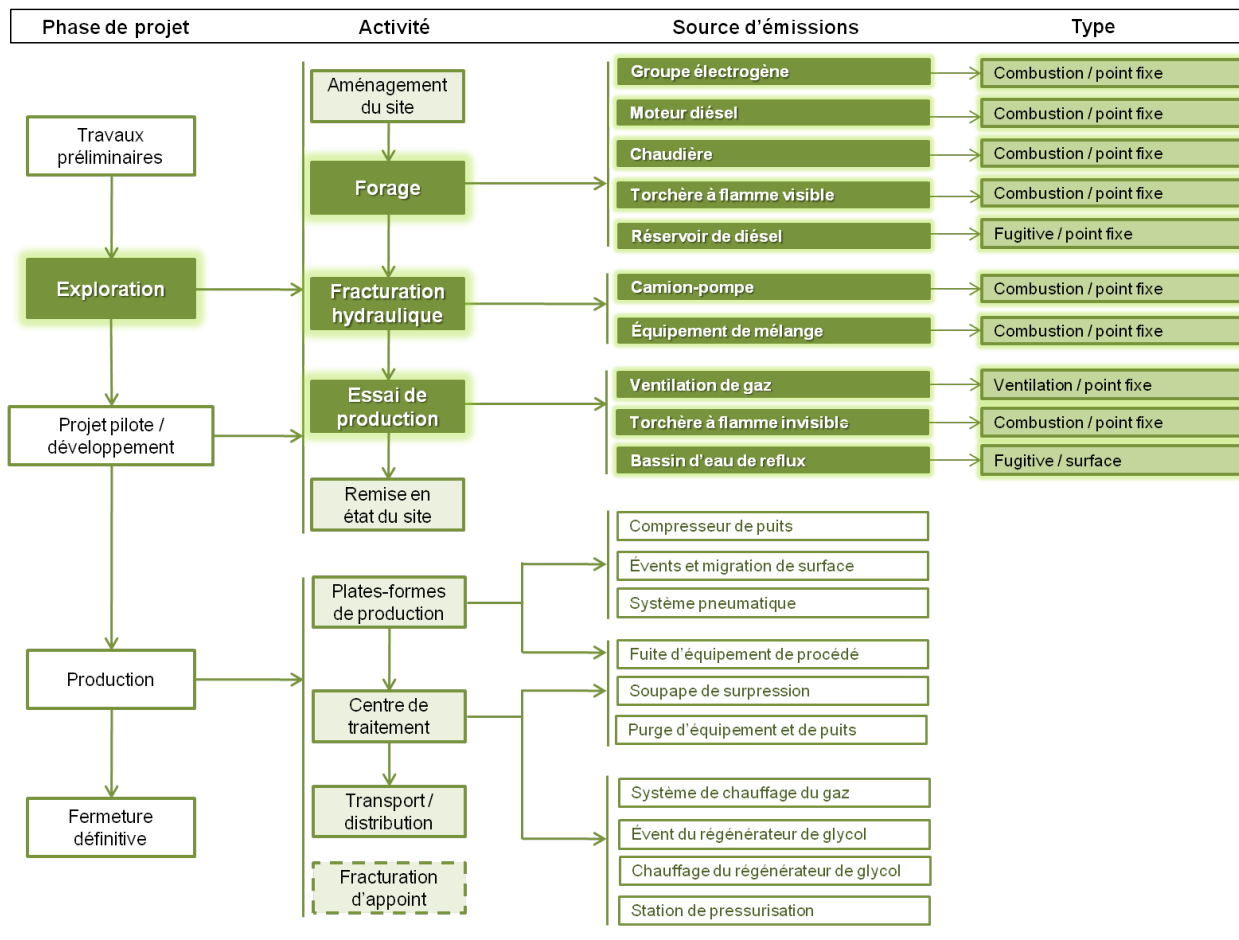 Phase de projet
Activité
Source d'émissions
Type
Travaux
préliminaires
Exploration
Projet pilote /
développement
Production
Fermeture
définitive
Aménagement
du site
Forage
Fracturation
hydraulique
Essai de
production
Remise en
état du site
Plates-formes
de production
Centre de
traitement
Transport /
distribution
Fracturation
d'appoint
Groupe électrogène
Combustion / point fixe
Moteur diésel
Combustion / point fixe
Chaudière
Combustion / point fixe
Torchère à flamme visible
Combustion / point fixe
Réservoir de diésel
Fugitive / point fixe
Camion-pompe
Combustion / point fixe
Équipement de mélange
Combustion / point fixe
Ventilation de gaz
Ventilation / point fixe
Torchère à flamme invisible
Combustion / point fixe
Bassin d'eau de reflux
Fugitive / surface
Compresseur de puits
Évents et migration de surface
Système pneumatique
Fuite d'équipement de procédé
Soupape de surpression
Purge d'équipement et de puits
Système de chauffage du gaz
Évent du régénérateur de glycol
Chauffage du régénérateur de glycol
Station de pressurisation